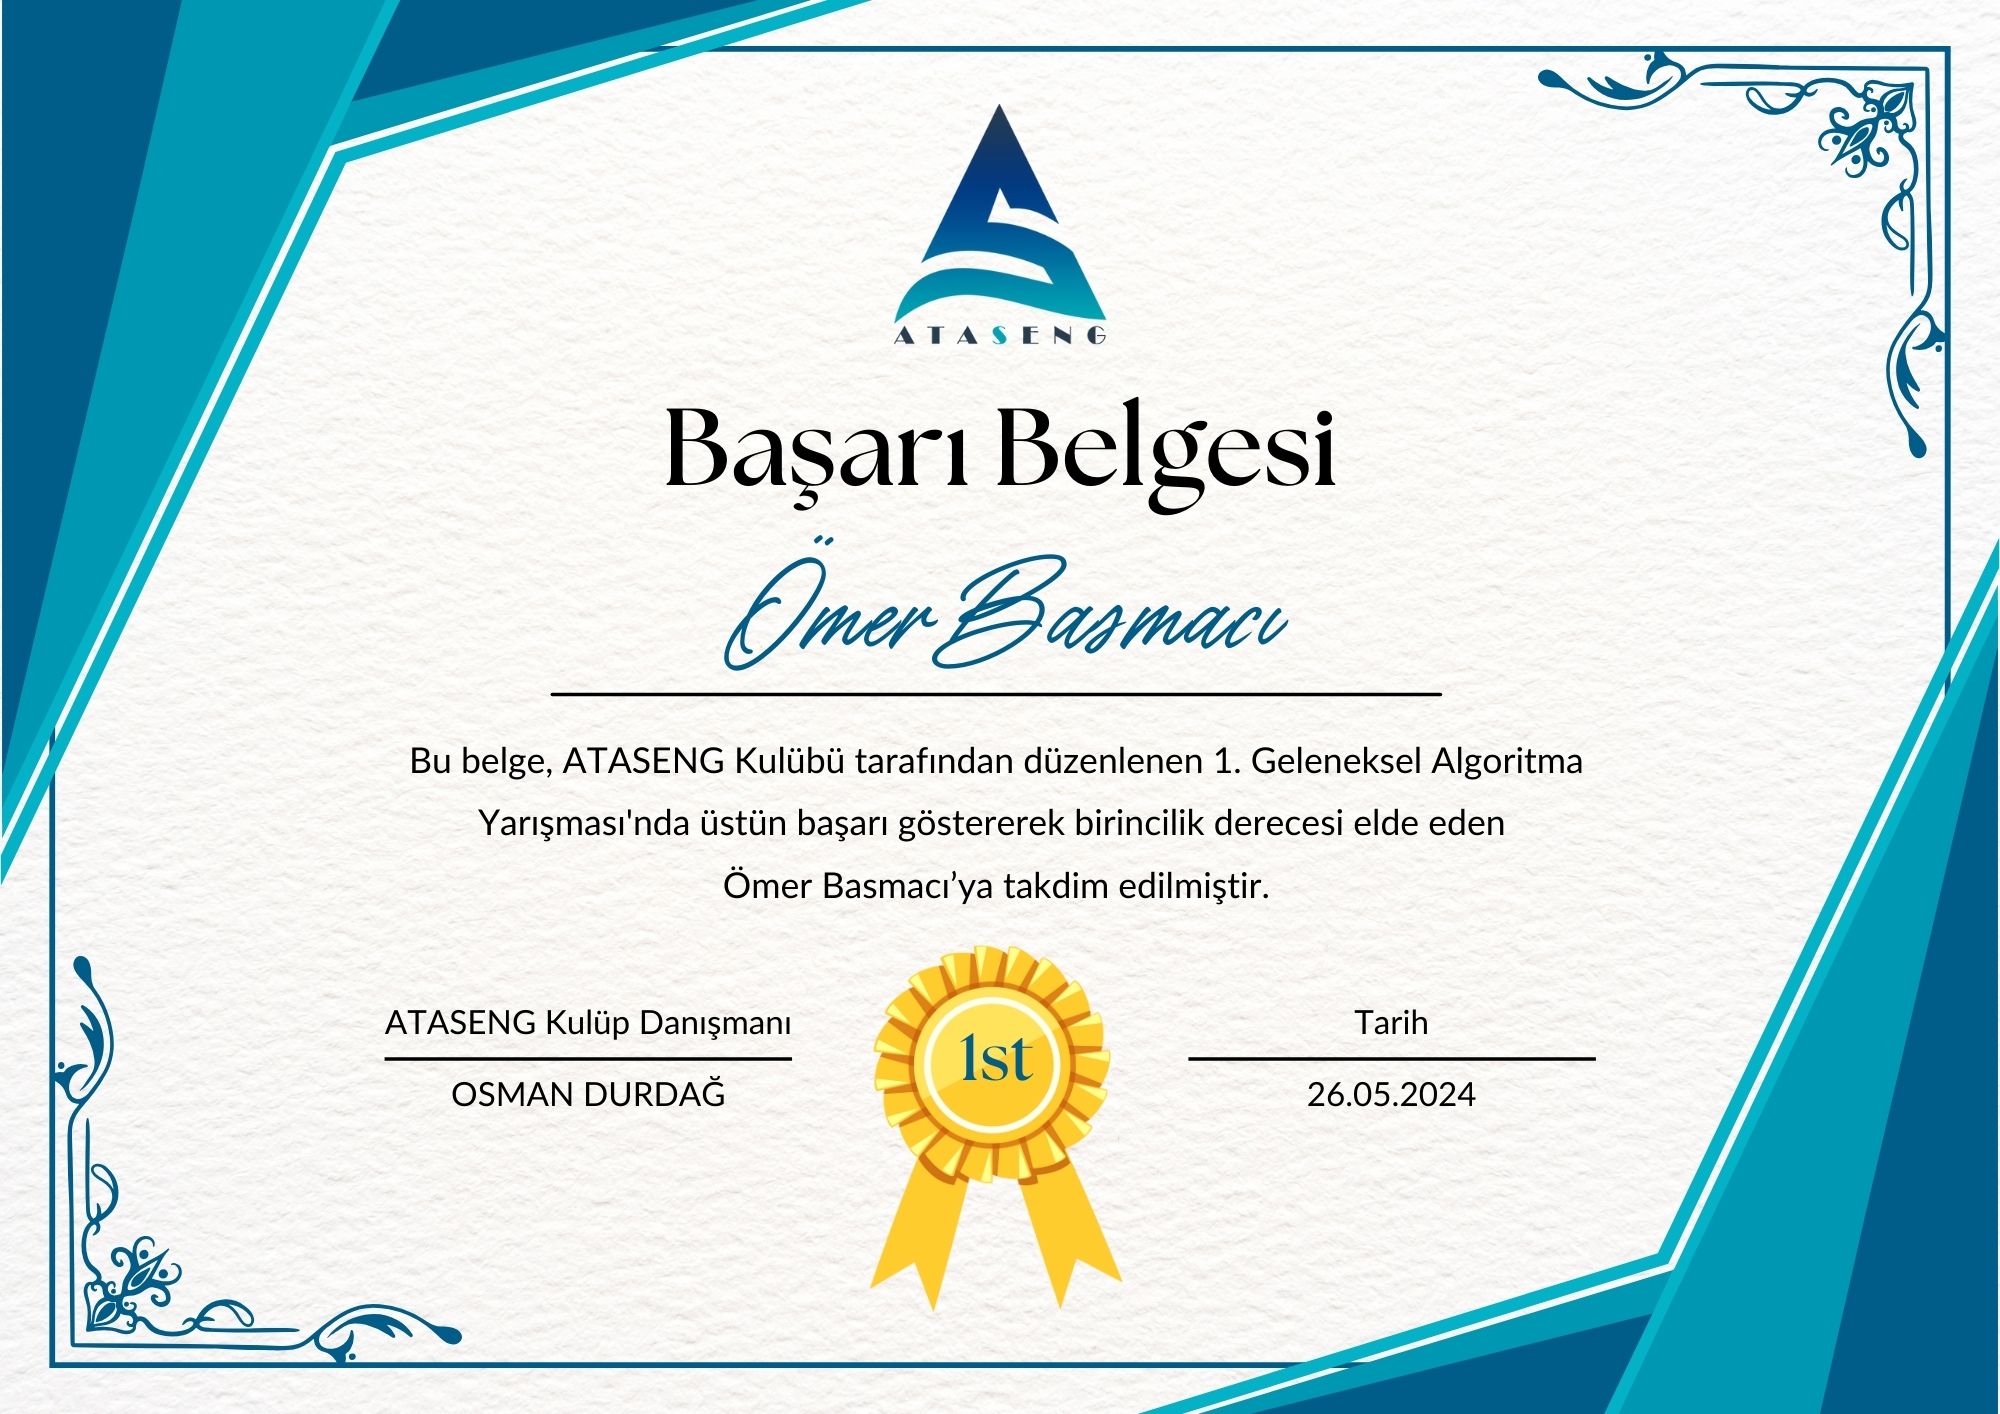 ATASENG
Başarı Belgesi
Ömer Basmacı
Bu belge, ATASENG Kulübü tarafından düzenlenen 1. Geleneksel Algoritma
Yarışması'nda üstün başarı göstererek birincilik derecesi elde eden
Ömer Basmacı’ya takdim edilmiştir.
ATASENG Kulüp Danışmanı
OSMAN DURDAĞ
1st
Tarih
26.05.2024